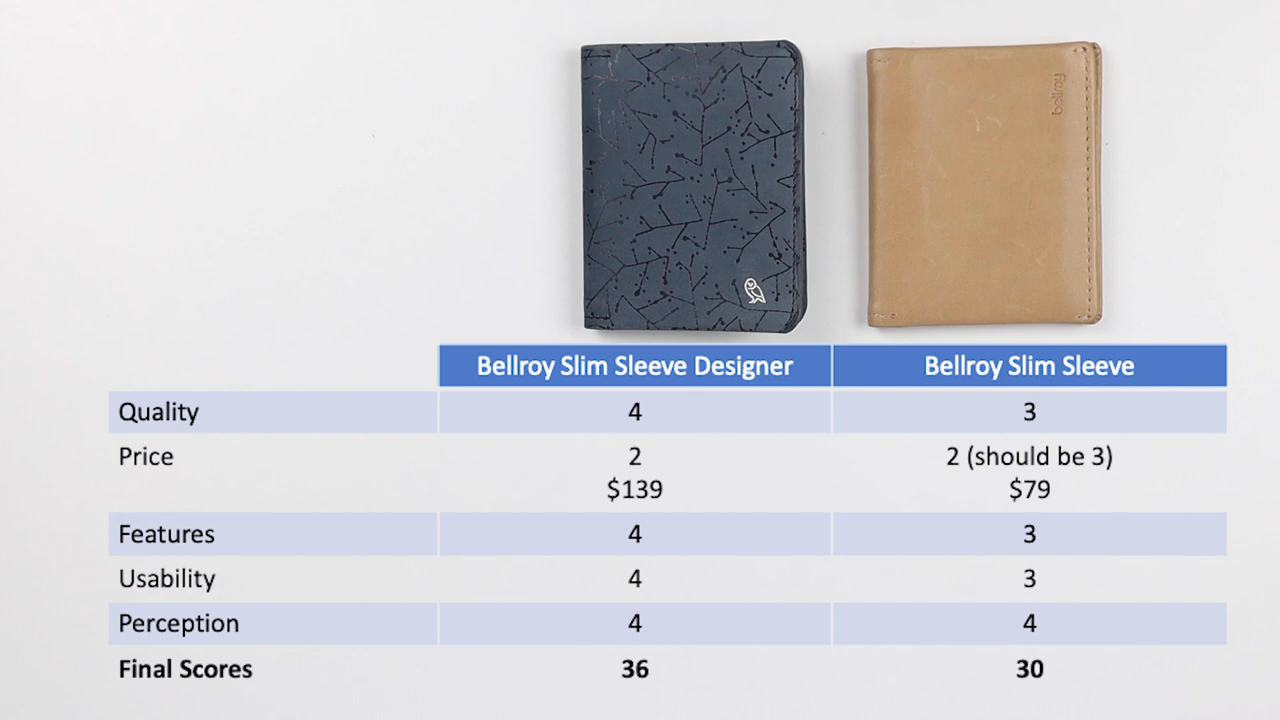 bellroy
Bellroy Slim Sleeve Designer Bellroy Slim Sleeve
Quality 4 3
Price 2 2 (should be 3)
$139 $79
Features 4 3
Usability 4 3
Perception 4 4
Final Scores 36 30